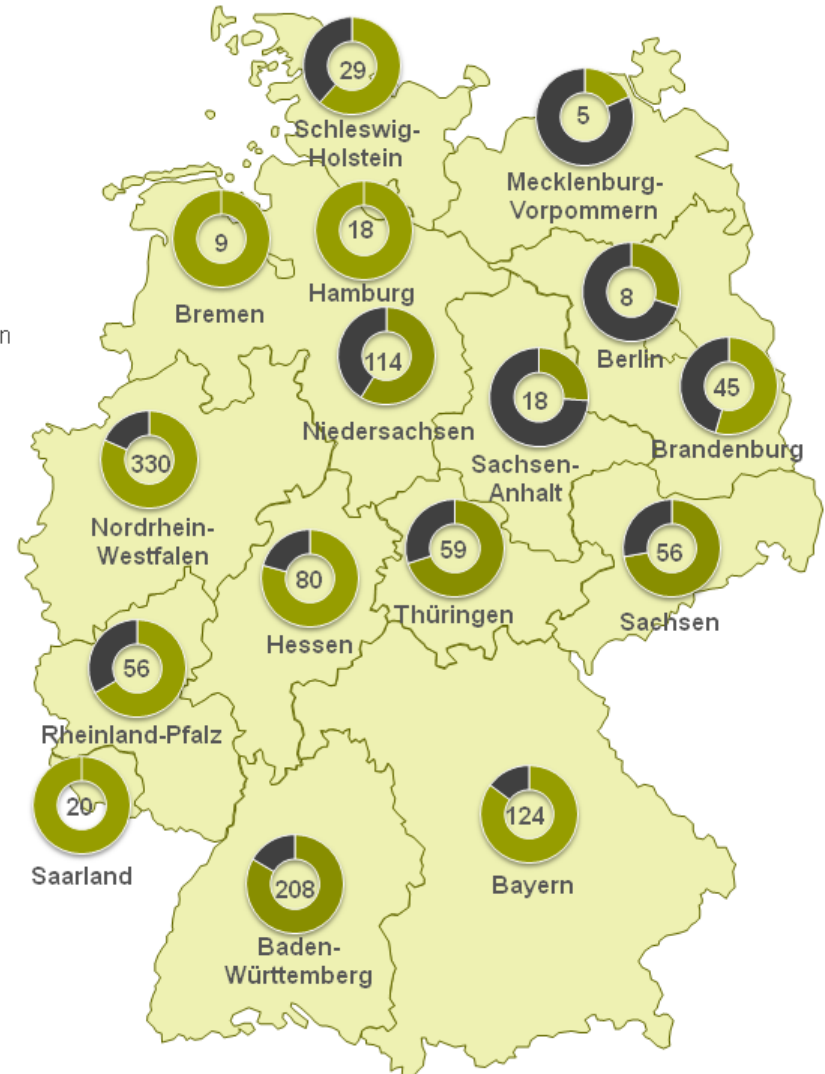 29
Schleswig-
Holstein
5
Mecklenburg-
Vorpommern
9
Bremen
18
Hamburg
8
Berlin
n
114
Niedersachsen
18
Sachsen-
Anhalt
45
Brandenburg
330
Nordrhein-
Westfalen
80
Hessen
59
Thüringen
56
Sachsen
56
Rheinland-Pfalz
20
Saarland
124
Bayern
208
Baden-
Württemberg